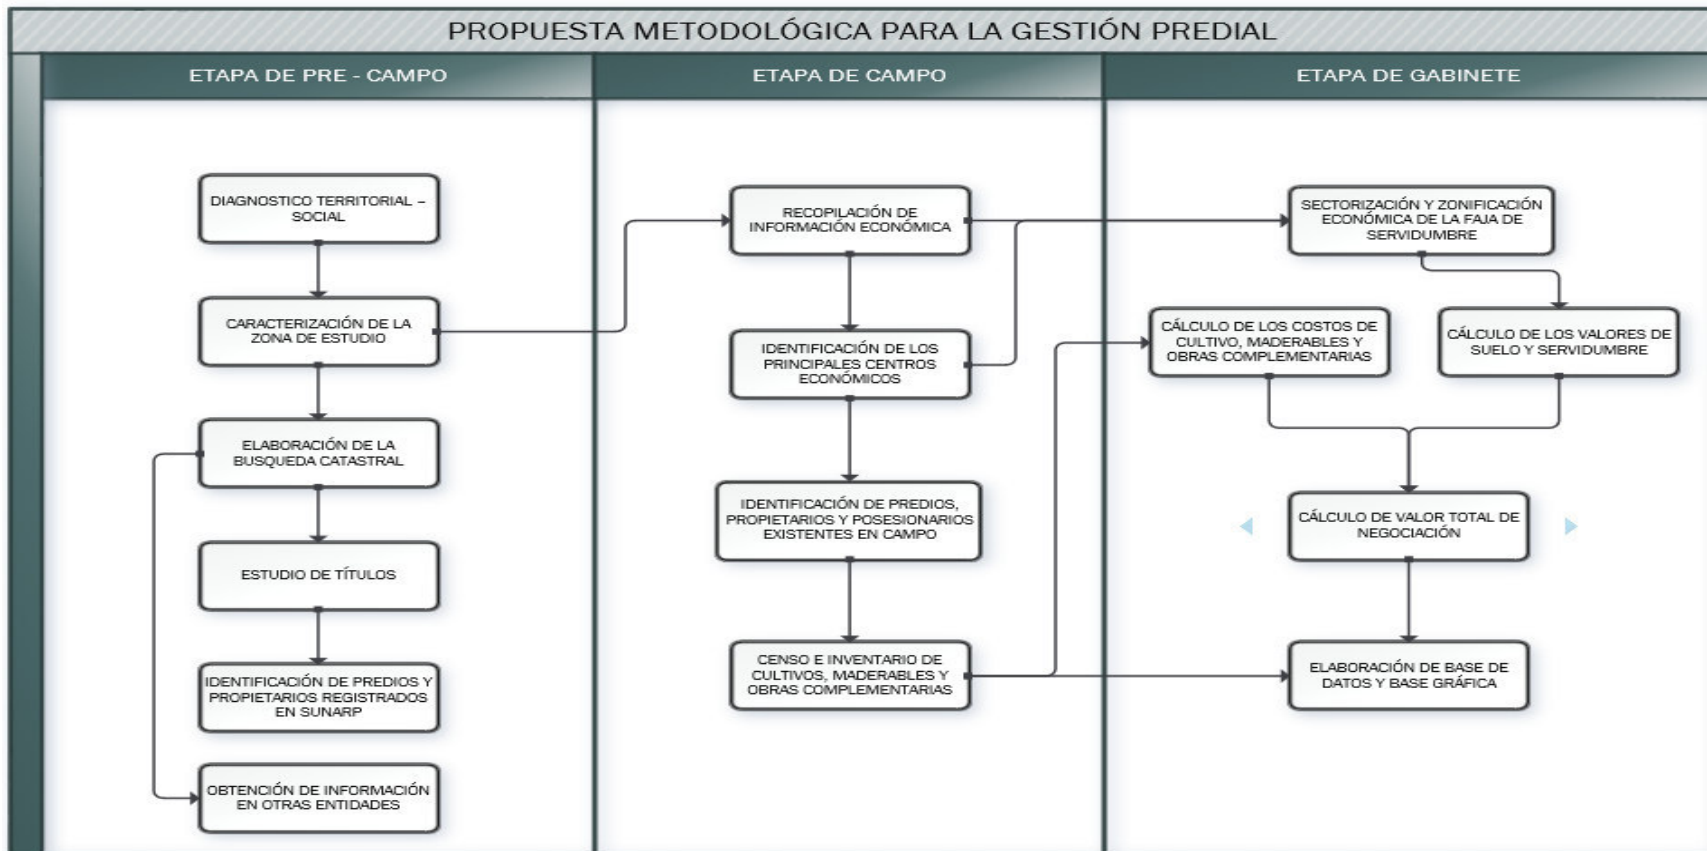 PROPUESTA METODOLÓGICA PARA LA GESTIÓN PREDIAL
ETAPA DE PRE - CAMPO
DIAGNOSTICO TERRITORIAL –
SOCIAL
CARACTERIZACIÓN DE LA
ZONA DE ESTUDIO
ELABORACIÓN DE LA
BUSQUEDA CATASTRAL
ESTUDIO DE TÍTULOS
IDENTIFICACIÓN DE PREDIOS Y
PROPIETARIOS REGISTRADOS
EN SUNARP
OBTENCIÓN DE INFORMACIÓN
EN OTRAS ENTIDADES
ETAPA DE CAMPO
RECOPILACIÓN DE
INFORMACIÓN ECONÓMICA
IDENTIFICACIÓN DE LOS
PRINCIPALES CENTROS
ECONÓMICOS
IDENTIFICACIÓN DE PREDIOS,
PROPIETARIOS Y POSESIONARIOS
EXISTENTES EN CAMPO
CENSO E INVENTARIO DE
CULTIVOS, MADERABLES Y
OBRAS COMPLEMENTARIAS
ETAPA DE GABINETE
SECTORIZACIÓN Y ZONIFICACIÓN
ECONÓMICA DE LA FAJA DE
SERVIDUMBRE
CÁLCULO DE LOS COSTOS DE
CULTIVO, MADERABLES Y
OBRAS COMPLEMENTARIAS
CÁLCULO DE LOS VALORES DE
SUELO Y SERVIDUMBRE
CÁLCULO DE VALOR TOTAL DE
NEGOCIACIÓN
ELABORACIÓN DE BASE DE
DATOS Y BASE GRÁFICA